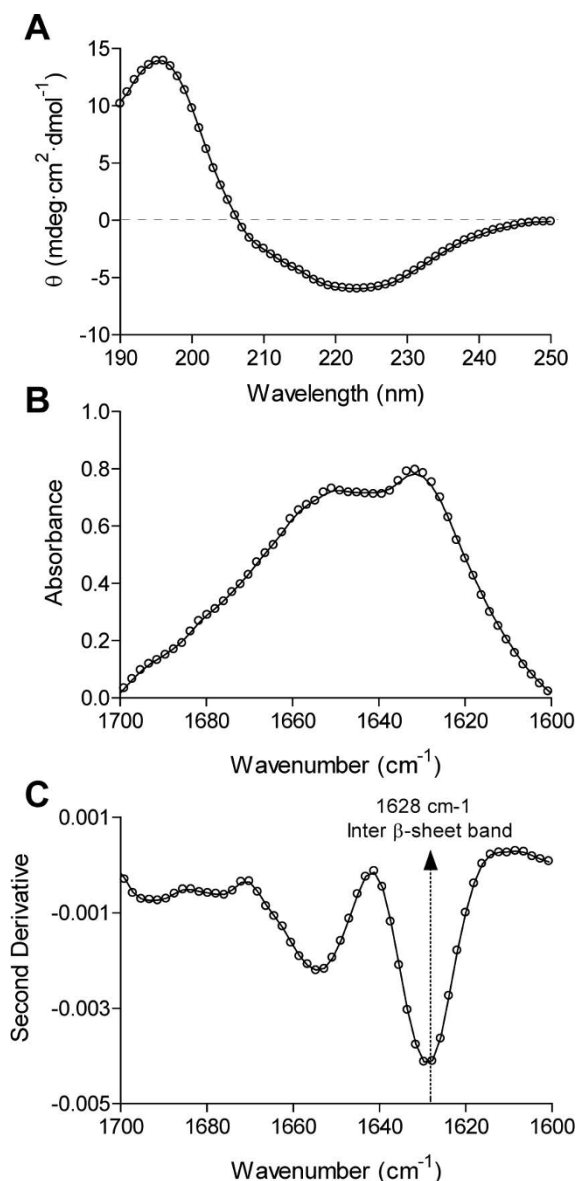 A
15
10
5
0
-5
-10
θ (mdeg·cm²·dmol⁻¹)
190 200 210 220 230 240 250
Wavelength (nm)
B
1.0
0.8
0.6
0.4
0.2
0.0
Absorbance
1700 1680 1660 1640 1620 1600
Wavenumber (cm⁻¹)
C
1628 cm-1
Inter β-sheet band
0.001
-0.001
-0.003
-0.005
Second Derivative
1700 1680 1660 1640 1620 1600
Wavenumber (cm⁻¹)